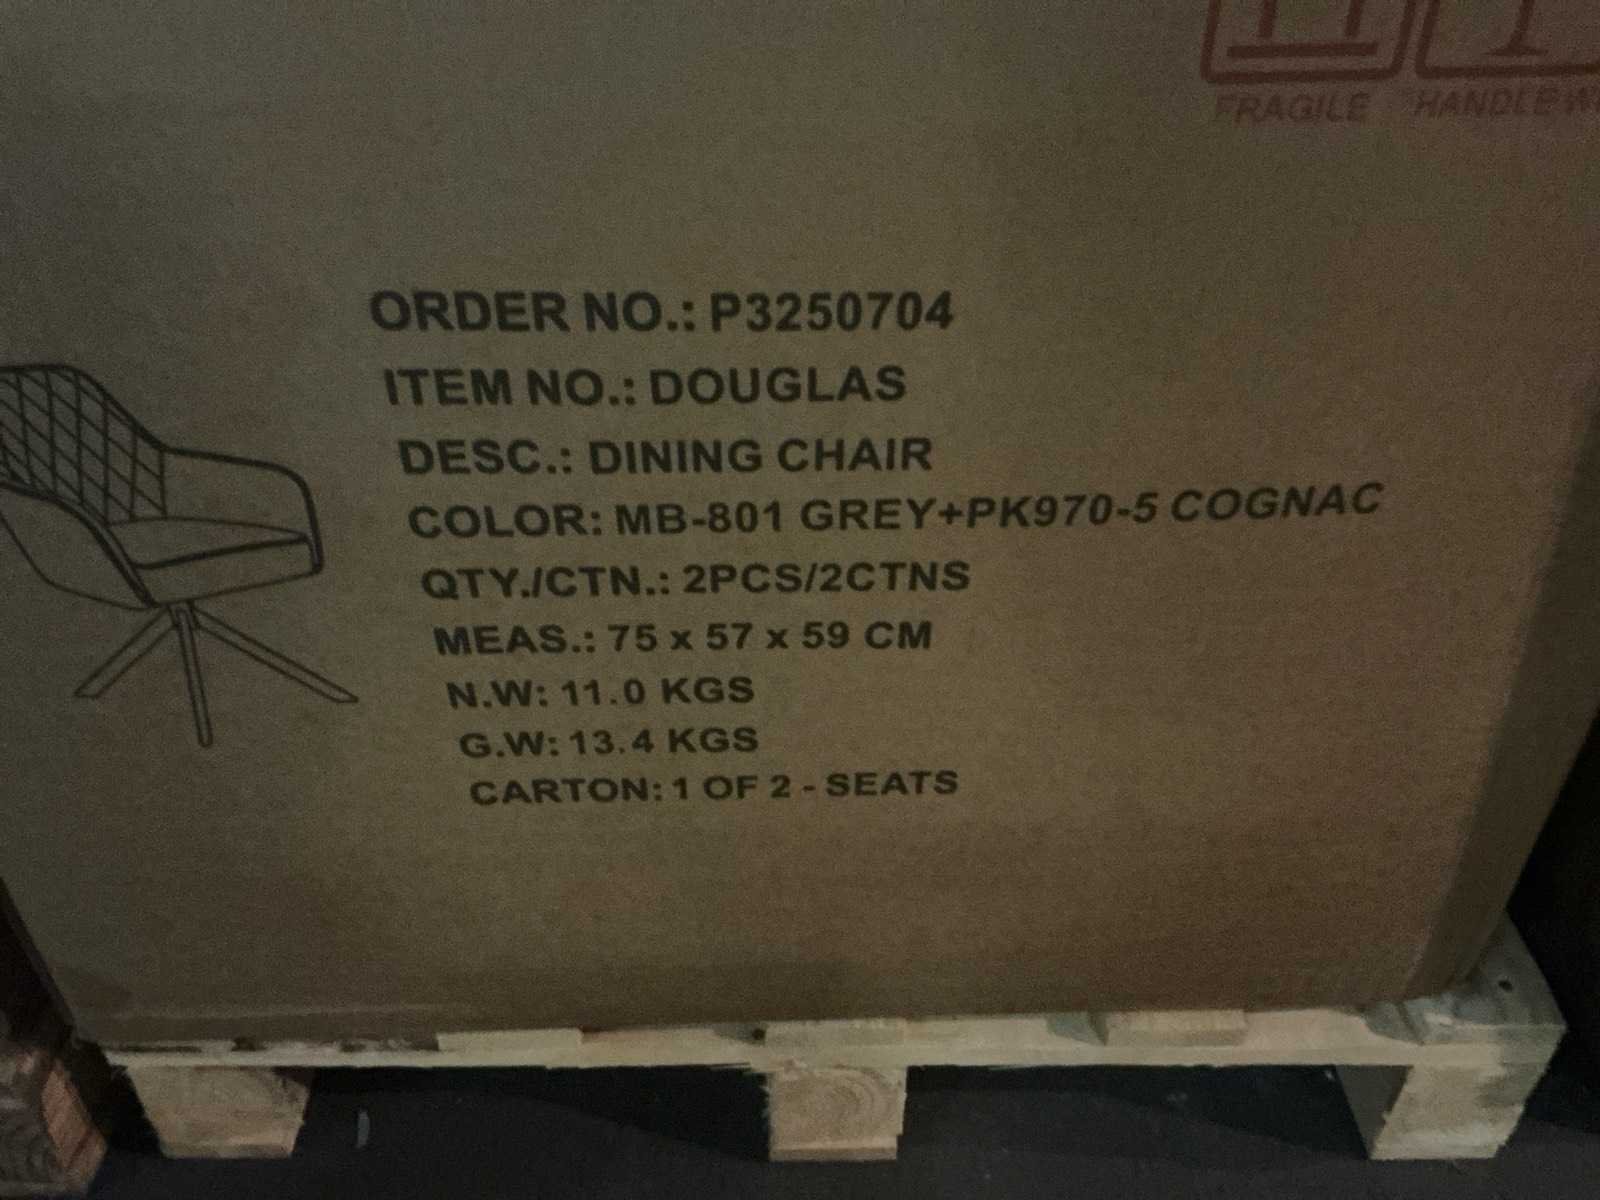 FRAGILE
HANDLE
ORDER NO.: P3250704
ITEM NO.: DOUGLAS
DESC.: DINING CHAIR
COLOR: MB-801 GREY+PK970-5 COGNAC
QTY./CTN.: 2PCS/2CTNS
MEAS.: 75 x 57 x 59 CM
N.W: 11.0 KGS
G.W: 13.4 KGS
CARTON: 1 OF 2 - SEATS